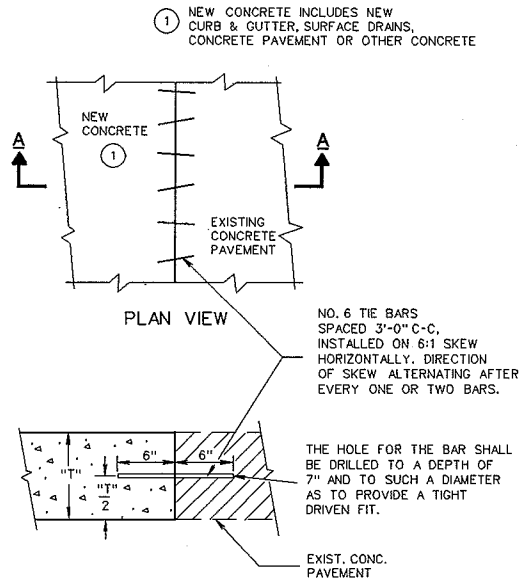 1 NEW CONCRETE INCLUDES NEW
CURB & GUTTER, SURFACE DRAINS,
CONCRETE PAVEMENT OR OTHER CONCRETE
NEW
CONCRETE
1
A
A
EXISTING
CONCRETE
PAVEMENT
PLAN VIEW
NO. 6 TIE BARS
SPACED 3'-0" C-C,
INSTALLED ON 6:1 SKEW
HORIZONTALLY. DIRECTION
OF SKEW ALTERNATING AFTER
EVERY ONE OR TWO BARS.
6" 6"
"T"
"T"
2
THE HOLE FOR THE BAR SHALL
BE DRILLED TO A DEPTH OF
7" AND TO SUCH A DIAMETER
AS TO PROVIDE A TIGHT
DRIVEN FIT.
EXIST. CONC.
PAVEMENT